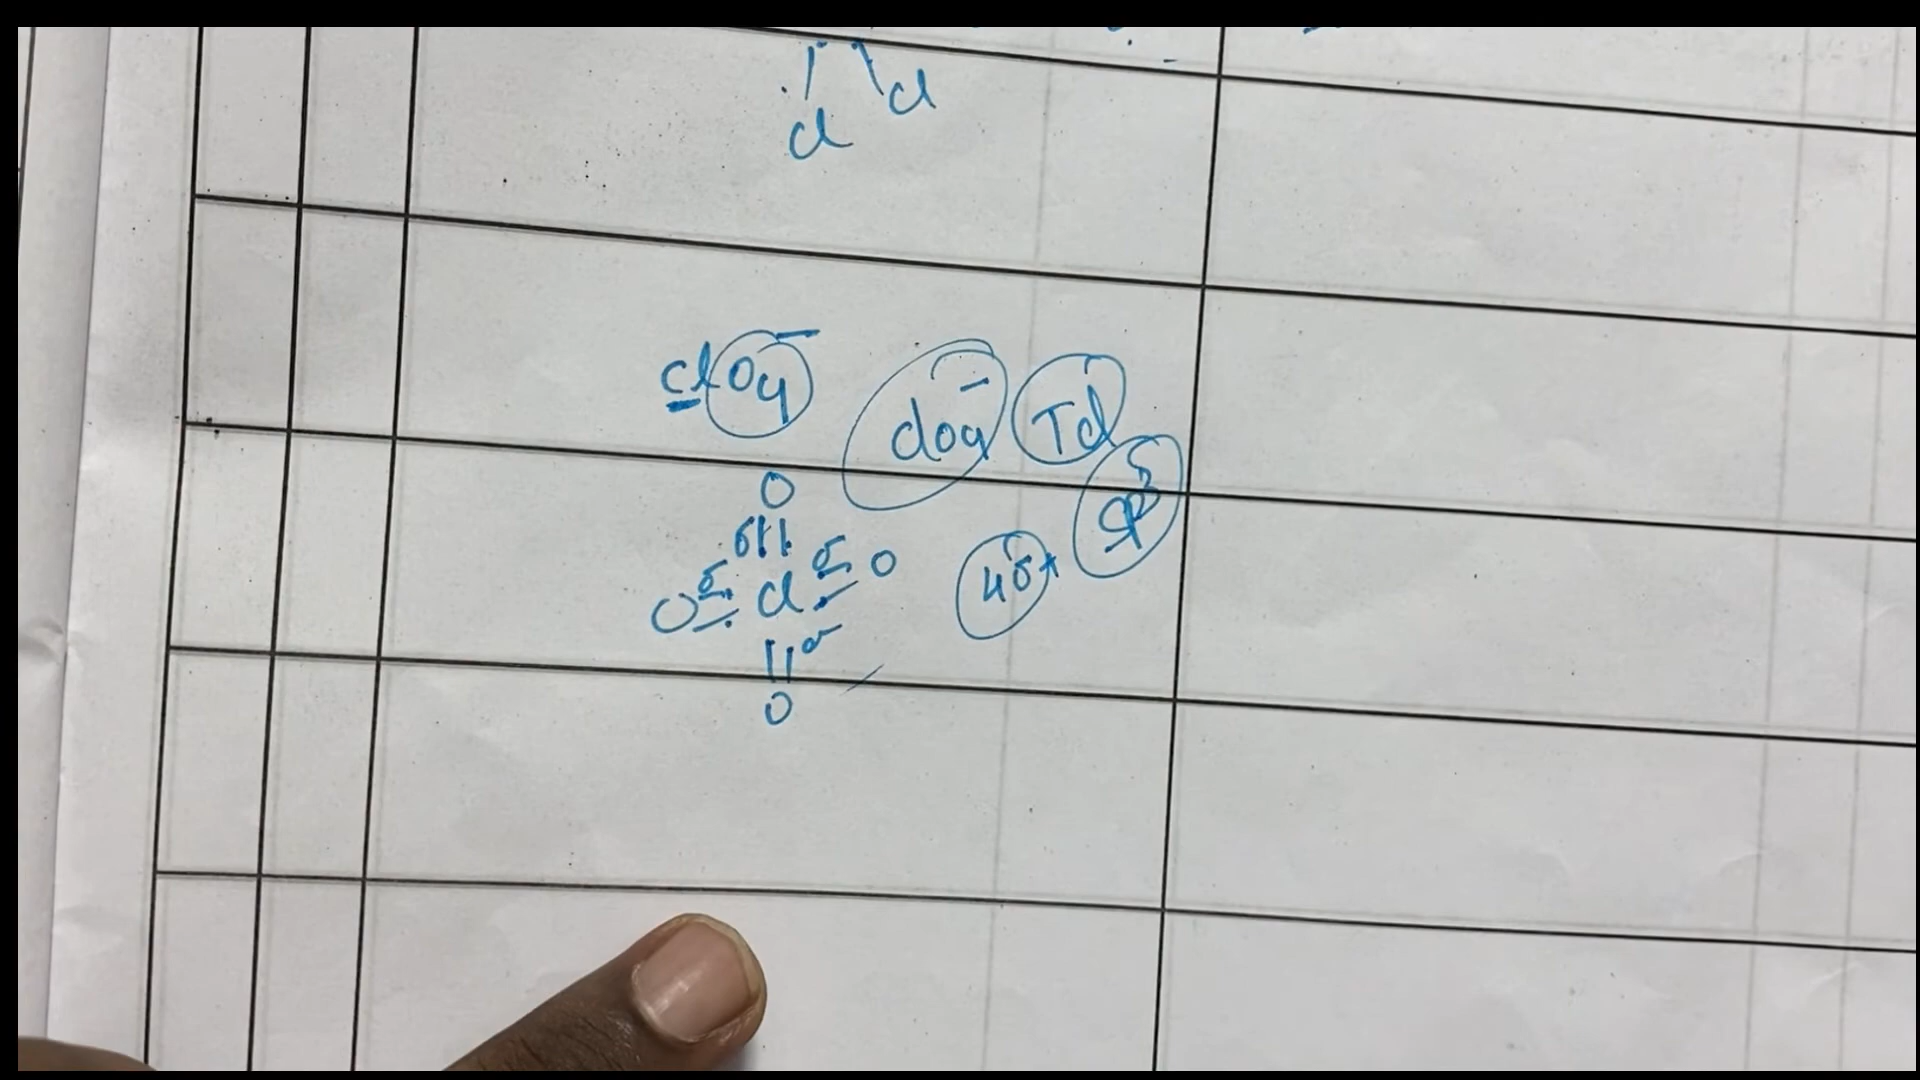 Cl Cl
ClO4⁻ ClO4⁻ Td
O sp³
σ || σ O 4σ
O σ Cl
|| σ
O